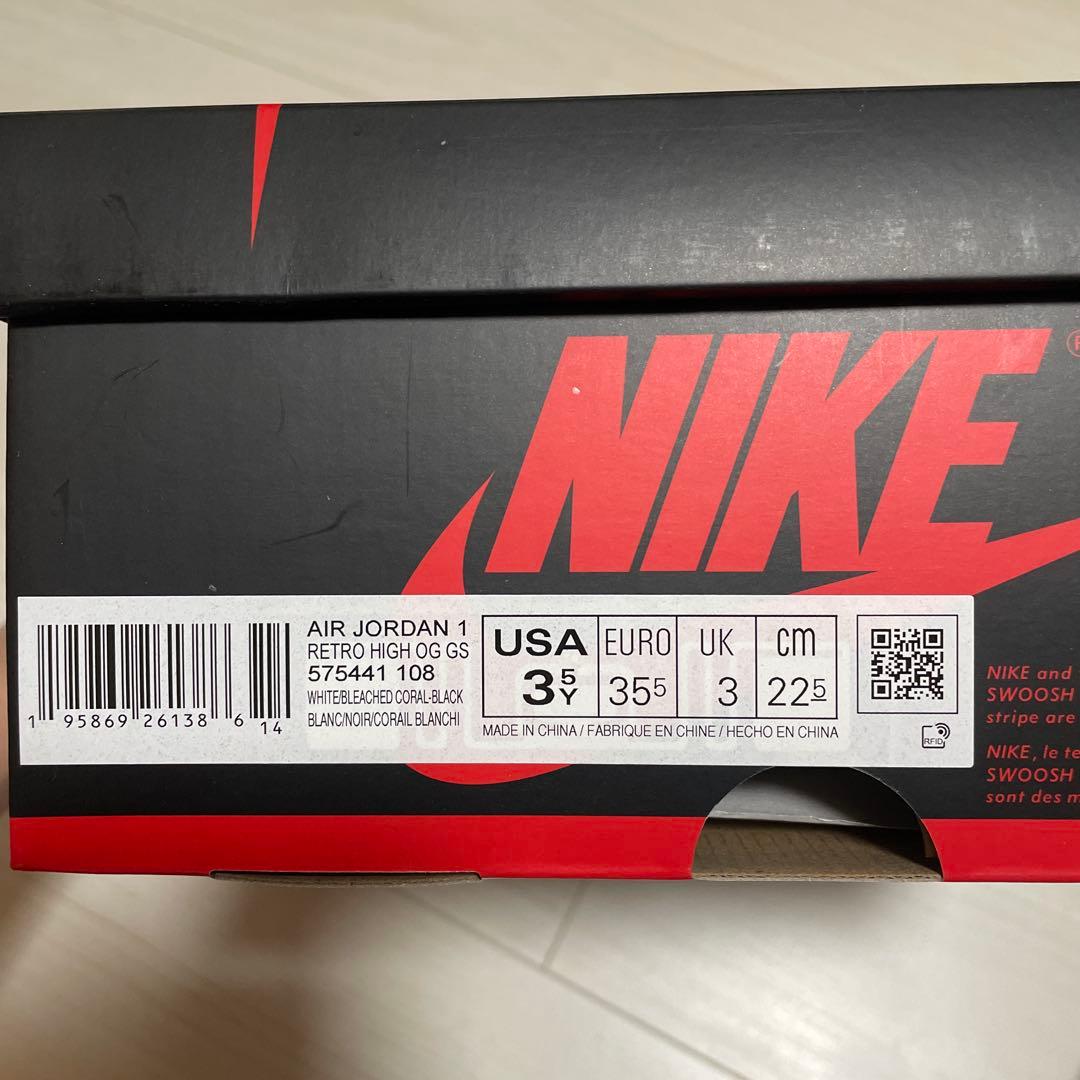 NIKE
®
AIR JORDAN 1
RETRO HIGH OG GS
575441 108
WHITE/BLEACHED CORAL-BLACK
BLANC/NOIR/CORAIL BLANCHI
1 95869 26138 6 14
USA EURO UK cm
3 5 Y 35 5 3 22 5
MADE IN CHINA / FABRIQUE EN CHINE / HECHO EN CHINA
RFID
NIKE and
SWOOSH
stripe are
NIKE, le
SWOOSH
sont des